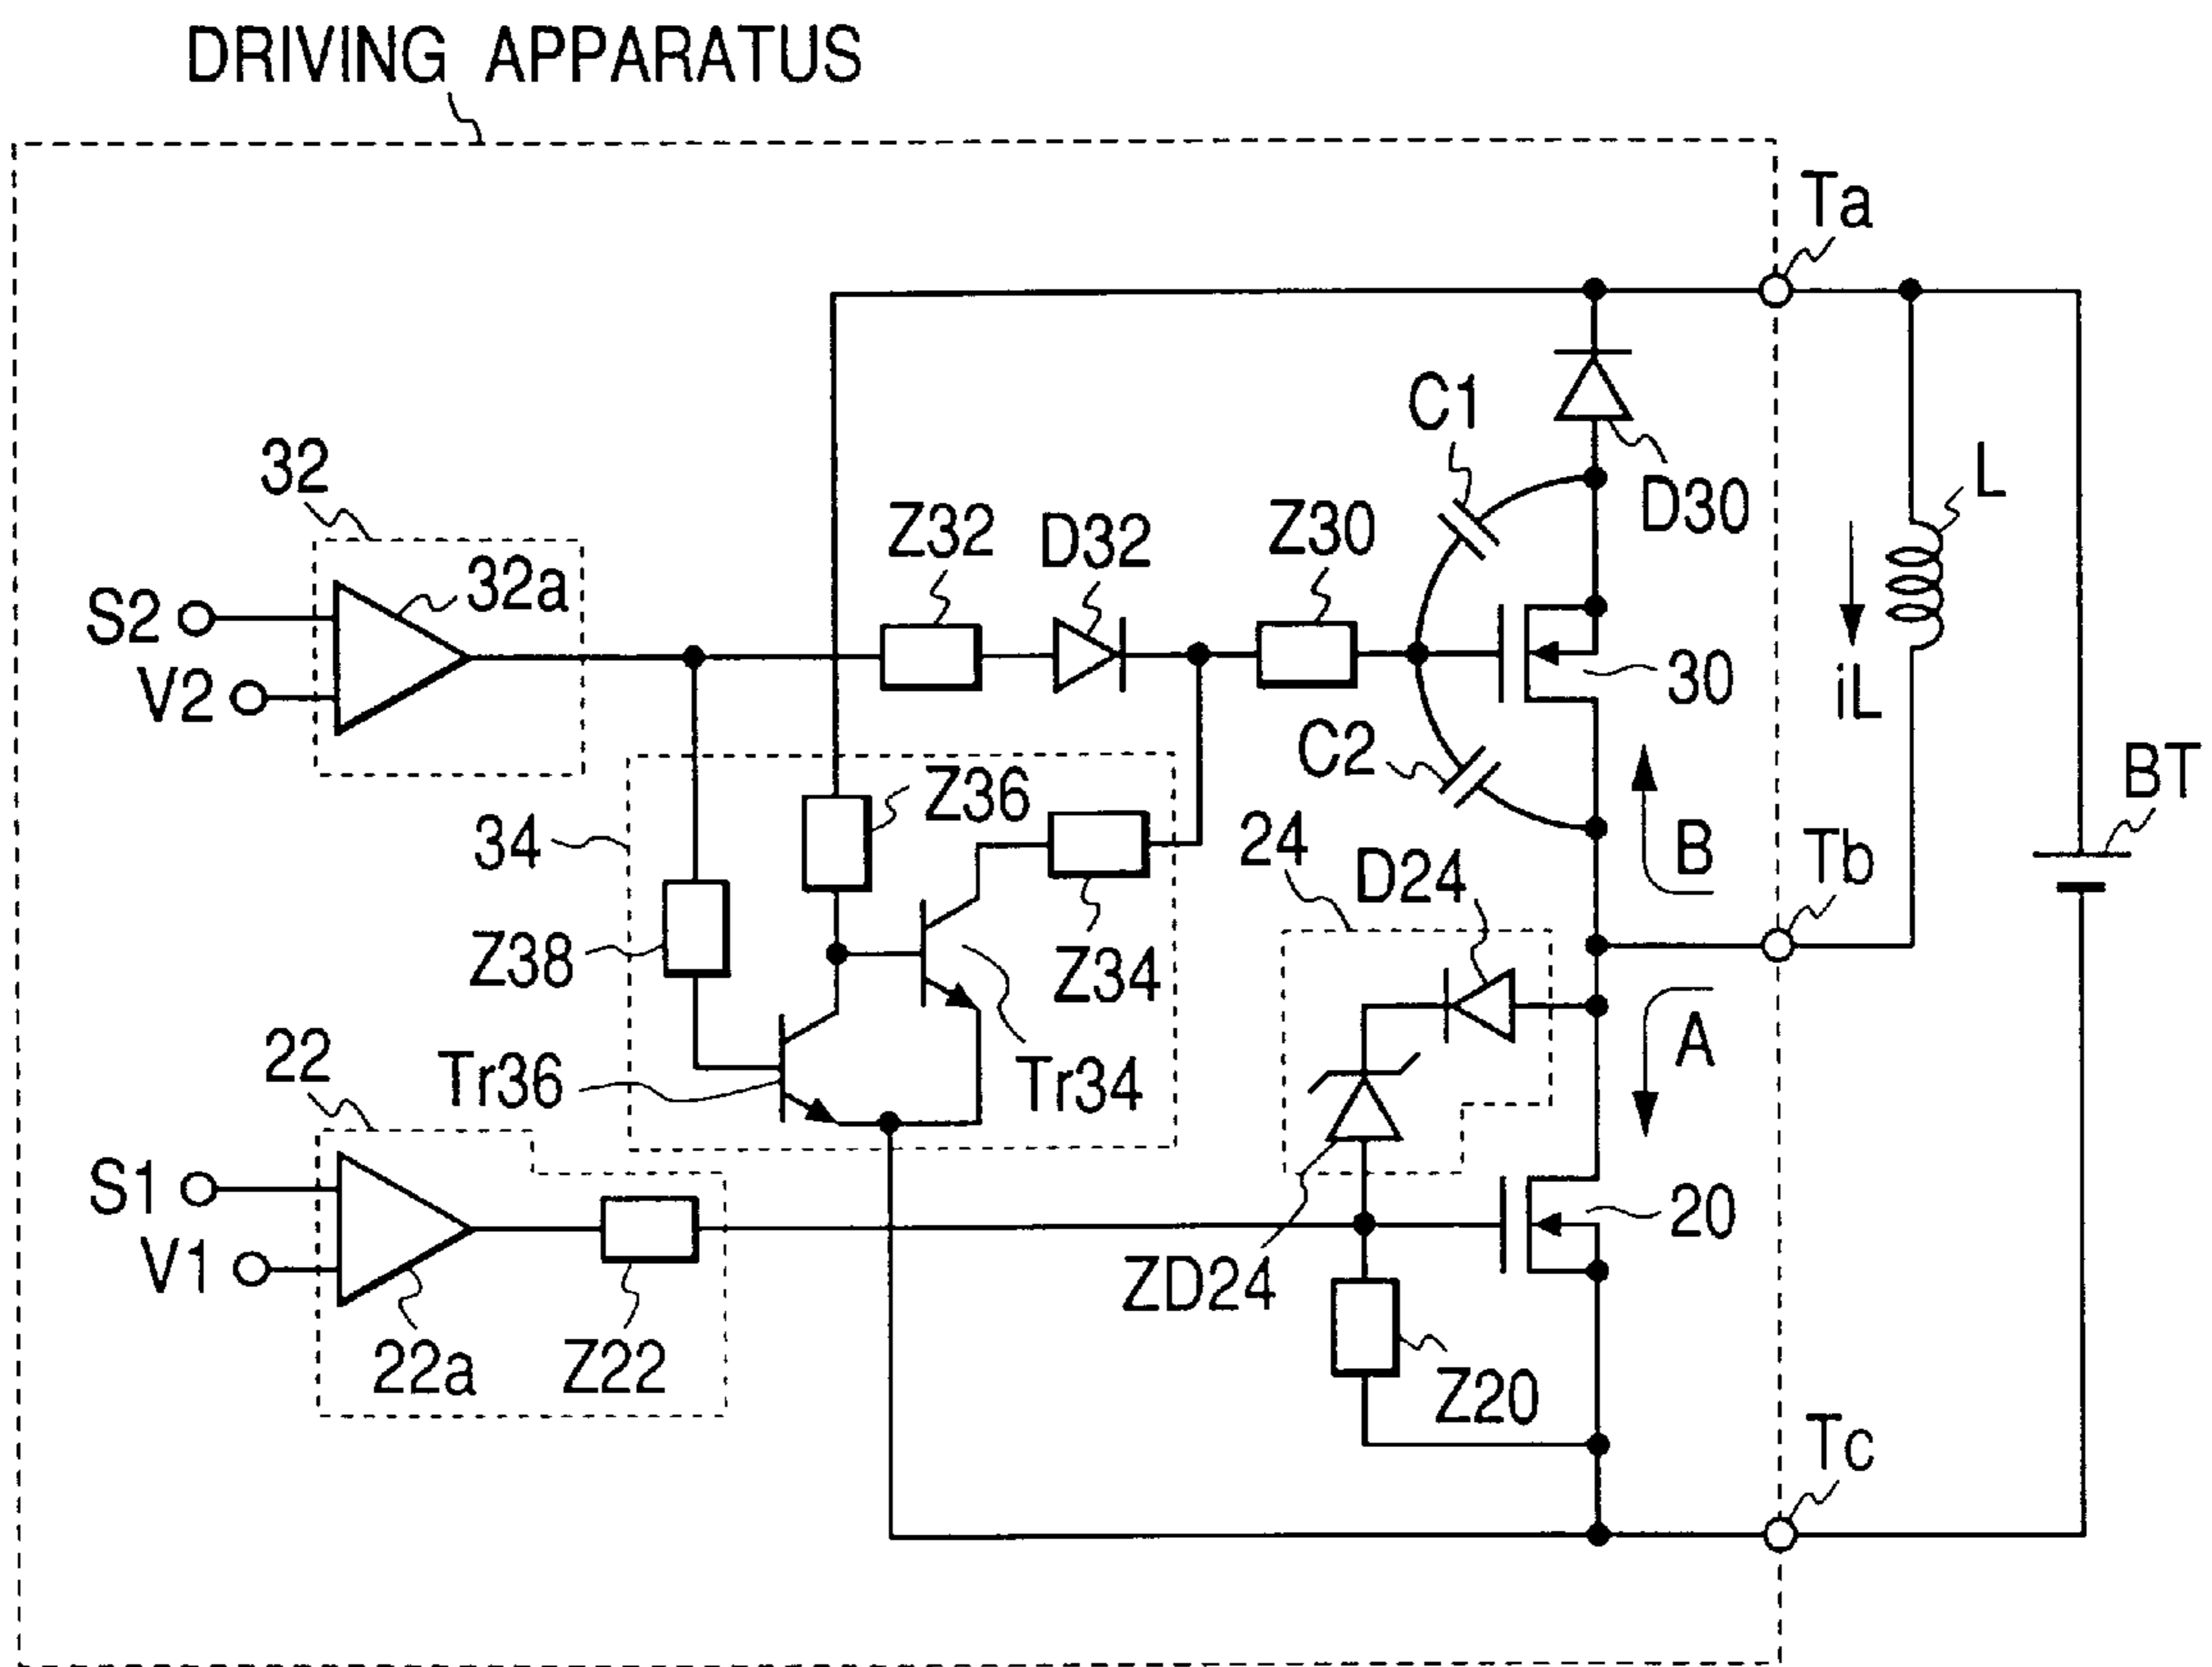 DRIVING APPARATUS
Ta
C1
32
Z32
D32
Z30
D30
L
32a
S2
V2
30
iL
C2
Z36
BT
34
24
B
Tb
D24
Z38
Z34
A
22
Tr36
Tr34
S1
20
V1
ZD24
22a
Z22
Z20
Tc